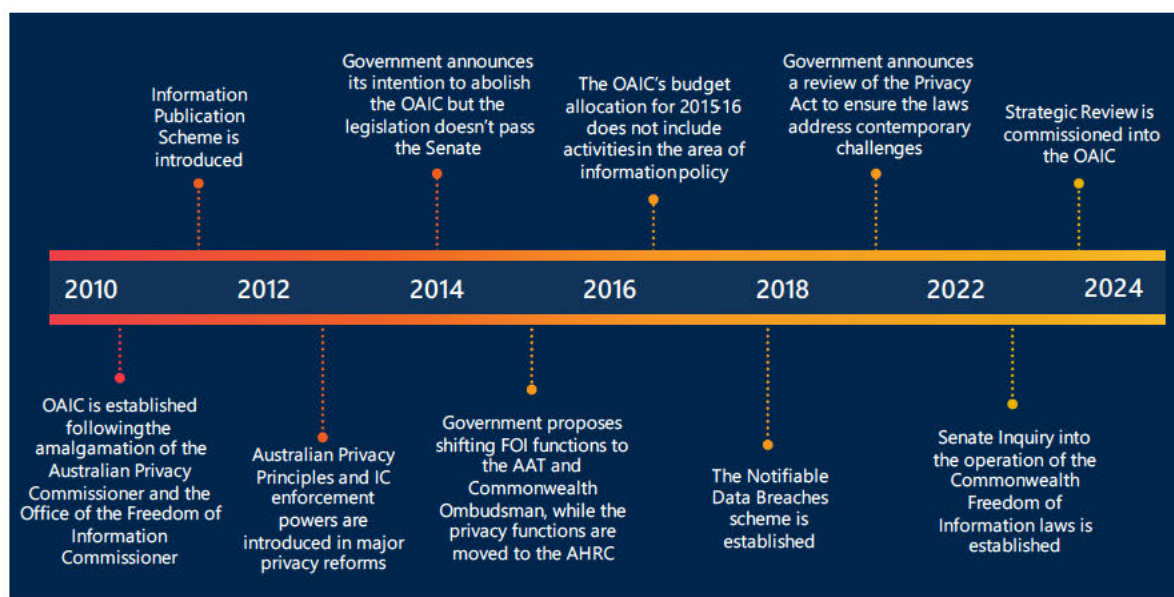 Information
Publication
Scheme is
introduced
Government announces
its intention to abolish
the OAIC but the
legislation doesn't pass
the Senate
The OAIC's budget
allocation for 2015-16
does not include
activities in the area of
information policy
Government announces
a review of the Privacy
Act to ensure the laws
address contemporary
challenges
Strategic Review is
commissioned into
the OAIC
2010 2012 2014 2016 2018 2022 2024
OAIC is established
following the
amalgamation of the
Australian Privacy
Commissioner and the
Office of the Freedom of
Information
Commissioner
Australian Privacy
Principles and IC
enforcement
powers are
introduced in major
privacy reforms
Government proposes
shifting FOI functions to
the AAT and
Commonwealth
Ombudsman, while the
privacy functions are
moved to the AHRC
The Notifiable
Data Breaches
scheme is
established
Senate Inquiry into
the operation of the
Commonwealth
Freedom of
Information laws is
established